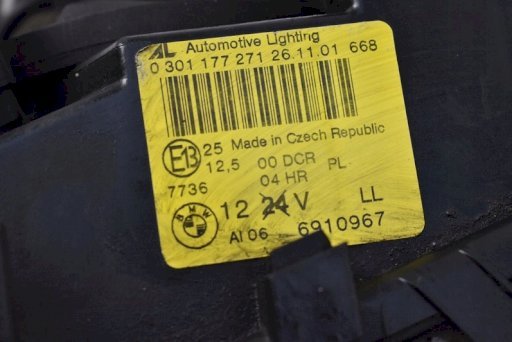 AL Automotive Lighting
0 301 177 271 26.11.01 668
E13 25 Made in Czech Republic
12,5 00 DCR PL
7736 04 HR
BMW 12 24 V LL
AI 06 6910967